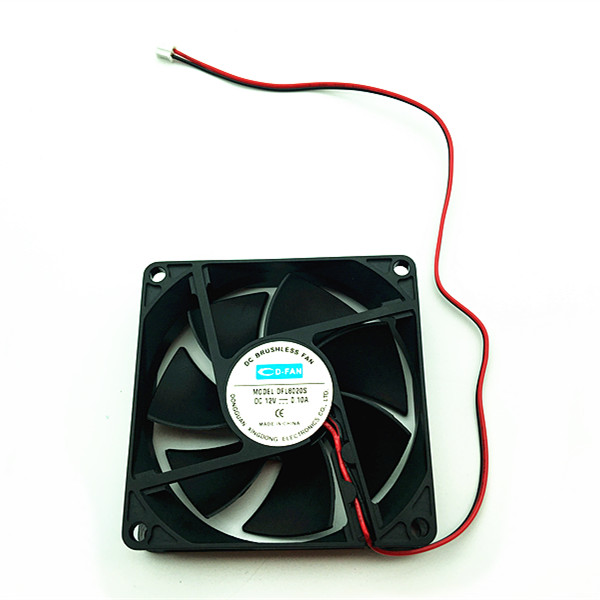 DC BRUSHLESS FAN
CD-FAN
MODEL DFL8020S
DC 12V ⎓ 0.10A
CE
MADE IN CHINA
DONGGUAN XINGDONG ELECTRONICS CO., LTD